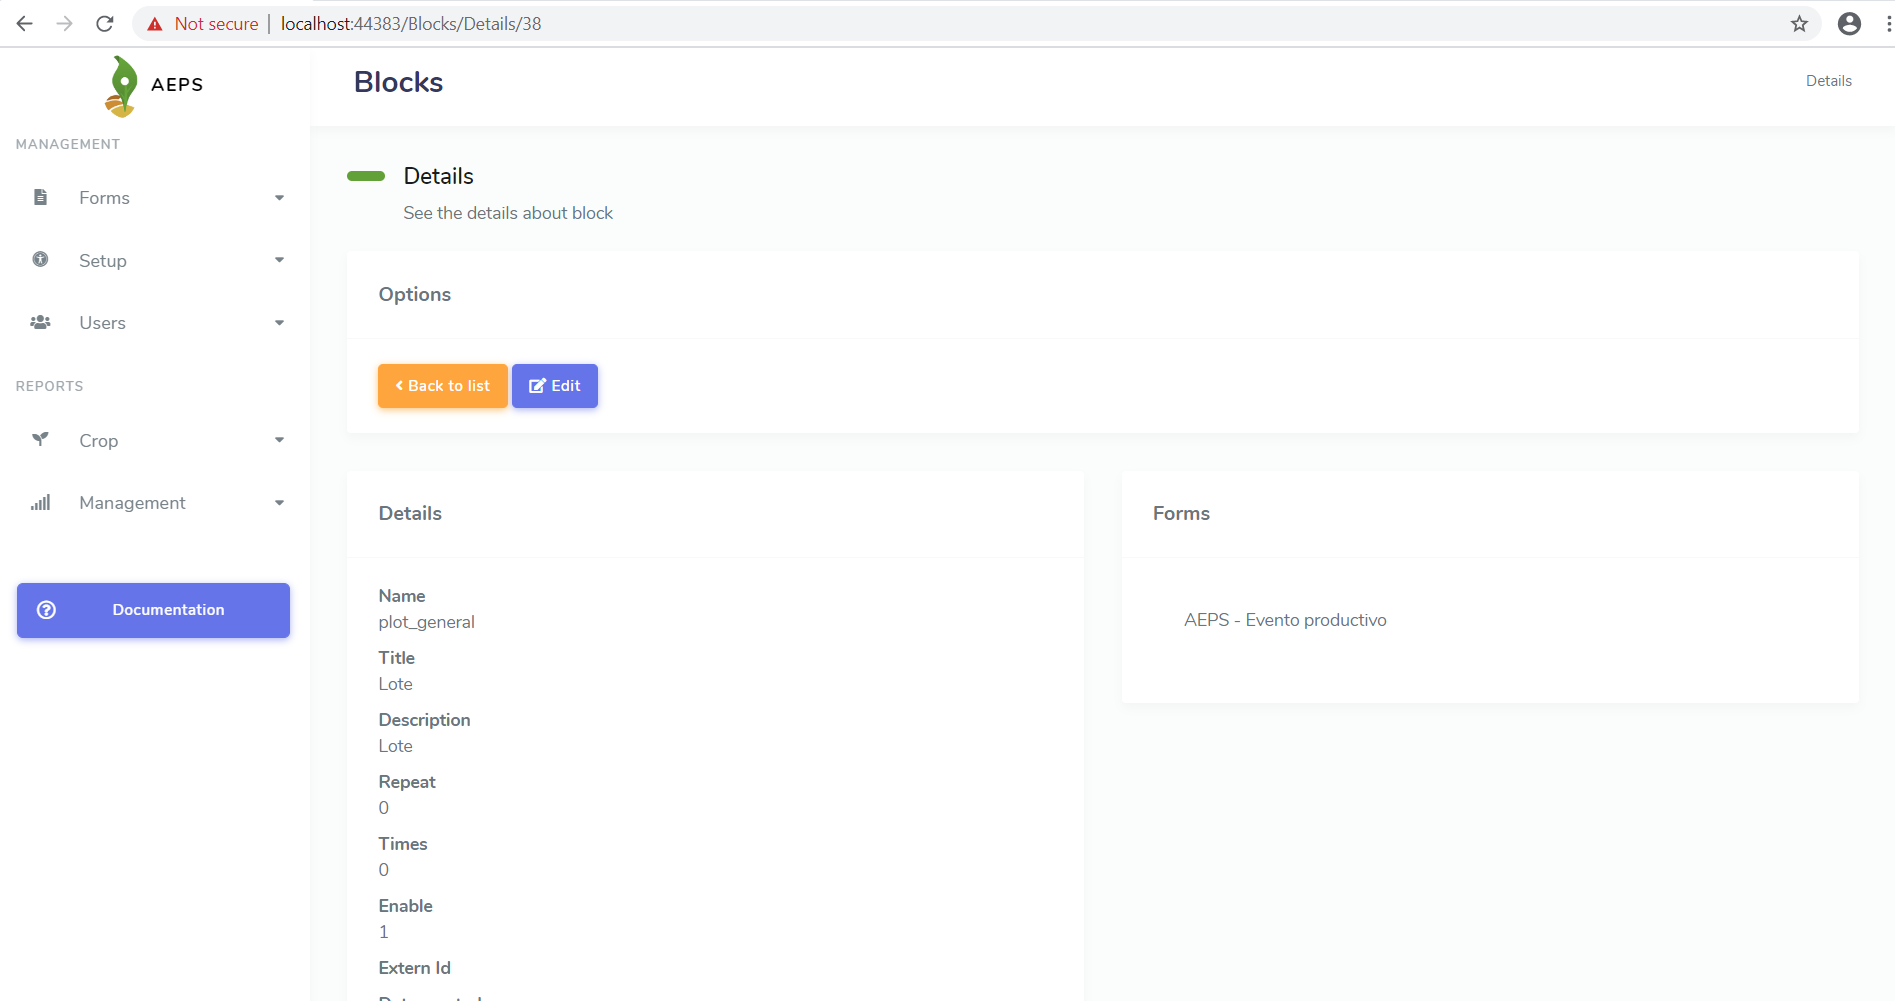 Not secure | localhost:44383/Blocks/Details/38
AEPS
MANAGEMENT
Forms
Setup
Users
REPORTS
Crop
Management
Documentation
Blocks
Details
Details
See the details about block
Options
Back to list
Edit
Details
Name
plot_general
Title
Lote
Description
Lote
Repeat
0
Times
0
Enable
1
Extern Id
Forms
AEPS - Evento productivo